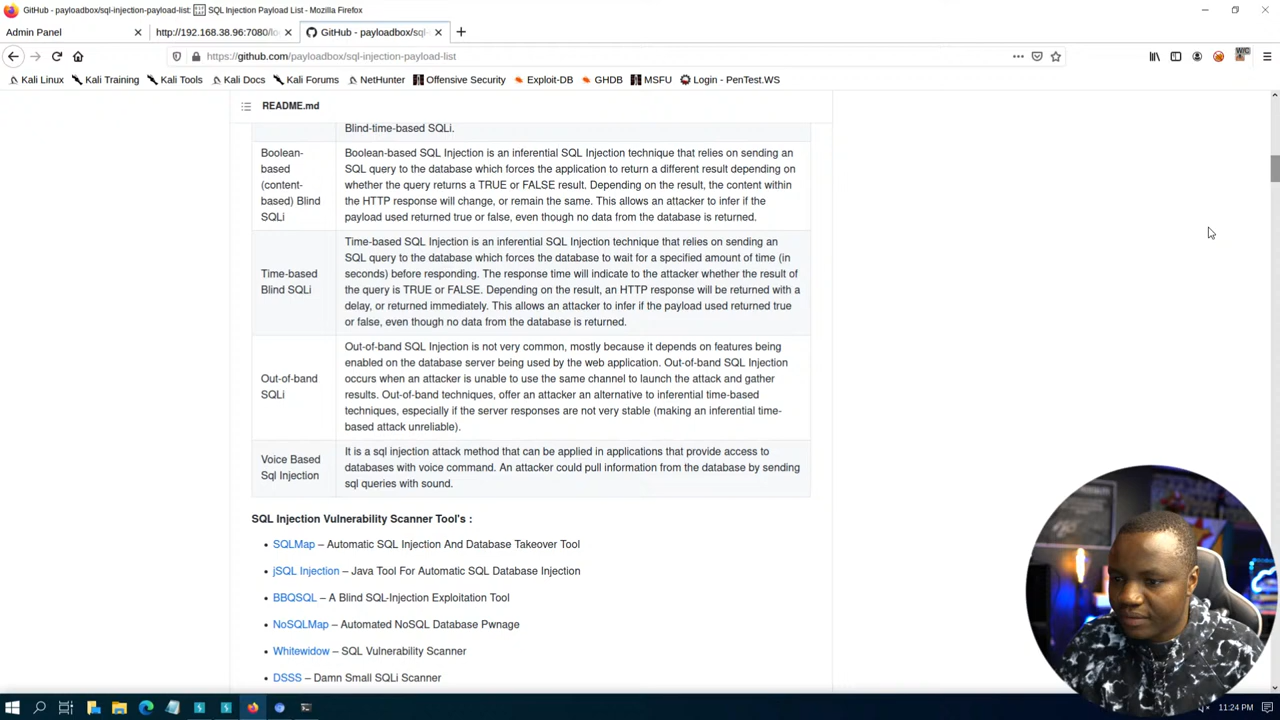 GitHub - payloadbox/sql-injection-payload-list: SQL Injection Payload List - Mozilla Firefox
Admin Panel
http://192.168.38.96:7080/lo
GitHub - payloadbox/sql-
https://github.com/payloadbox/sql-injection-payload-list
Kali Linux
Kali Training
Kali Tools
Kali Docs
Kali Forums
NetHunter
Offensive Security
Exploit-DB
GHDB
MSFU
Login - PenTest.WS
README.md
Blind-time-based SQLi.
Boolean-
based
(content-
based) Blind
SQLi
Boolean-based SQL Injection is an inferential SQL Injection technique that relies on sending an
SQL query to the database which forces the application to return a different result depending on
whether the query returns a TRUE or FALSE result. Depending on the result, the content within
the HTTP response will change, or remain the same. This allows an attacker to infer if the
payload used returned true or false, even though no data from the database is returned.
Time-based
Blind SQLi
Time-based SQL Injection is an inferential SQL Injection technique that relies on sending an
SQL query to the database which forces the database to wait for a specified amount of time (in
seconds) before responding. The response time will indicate to the attacker whether the result of
the query is TRUE or FALSE. Depending on the result, an HTTP response will be returned with a
delay, or returned immediately. This allows an attacker to infer if the payload used returned true
or false, even though no data from the database is returned.
Out-of-band
SQLi
Out-of-band SQL Injection is not very common, mostly because it depends on features being
enabled on the database server being used by the web application. Out-of-band SQL Injection
occurs when an attacker is unable to use the same channel to launch the attack and gather
results. Out-of-band techniques, offer an attacker an alternative to inferential time-based
techniques, especially if the server responses are not very stable (making an inferential time-
based attack unreliable).
Voice Based
Sql Injection
It is a sql injection attack method that can be applied in applications that provide access to
databases with voice command. An attacker could pull information from the database by sending
sql queries with sound.
SQL Injection Vulnerability Scanner Tool's :
• SQLMap – Automatic SQL Injection And Database Takeover Tool
• jSQL Injection – Java Tool For Automatic SQL Database Injection
• BBQSQL – A Blind SQL-Injection Exploitation Tool
• NoSQLMap – Automated NoSQL Database Pwnage
• Whitewidow – SQL Vulnerability Scanner
• DSSS – Damn Small SQLi Scanner
11:24 PM